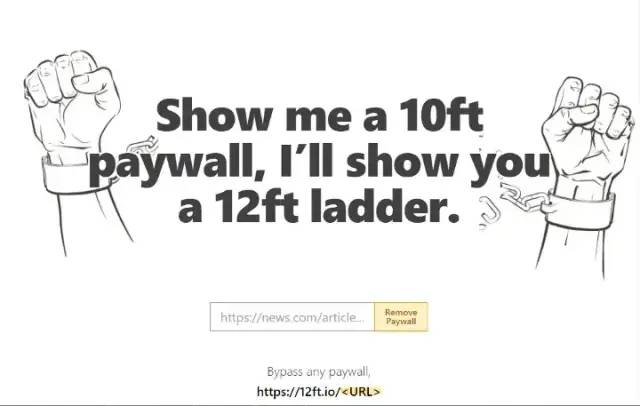 Show me a 10ft
paywall, I'll show you
a 12ft ladder.
https://news.com/article...
Remove
Paywall
Bypass any paywall,
https://12ft.io/<URL>